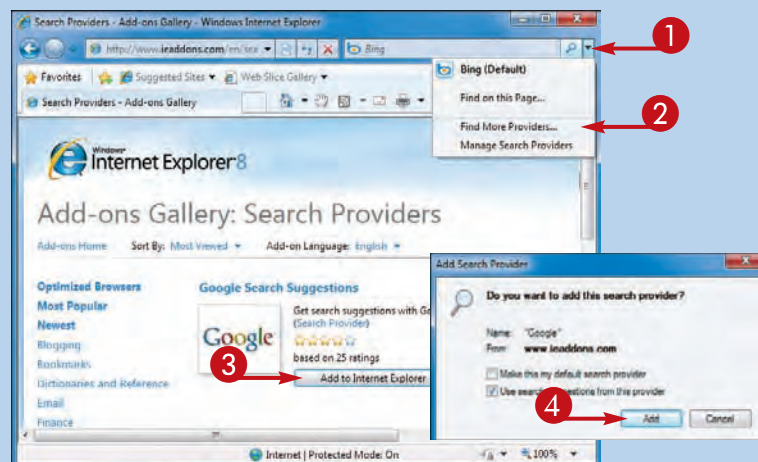 Search Providers - Add-ons Gallery - Windows Internet Explorer
http://www.ieaddons.com/en/sea
Bing
1
Favorites
Suggested Sites
Web Slice Gallery
Bing (Default)
Search Providers - Add-ons Gallery
Find on this Page...
2
Find More Providers...
Manage Search Providers
Windows
Internet Explorer 8
Add-ons Gallery: Search Providers
Add-ons Home
Sort By: Most Viewed
Add-on Language: English
Add Search Provider
Optimized Browsers
Google Search Suggestions
Do you want to add this search provider?
Most Popular
Get search suggestions with Go
Newest
(Search Provider)
Name: "Google"
Blogging
Google
From: www.ieaddons.com
Bookmarks
based on 25 ratings
Make this my default search provider
Dictionaries and Reference
3
Add to Internet Explorer
Use search suggestions from this provider
Email
4
Add
Cancel
Finance
Internet | Protected Mode: On
100%